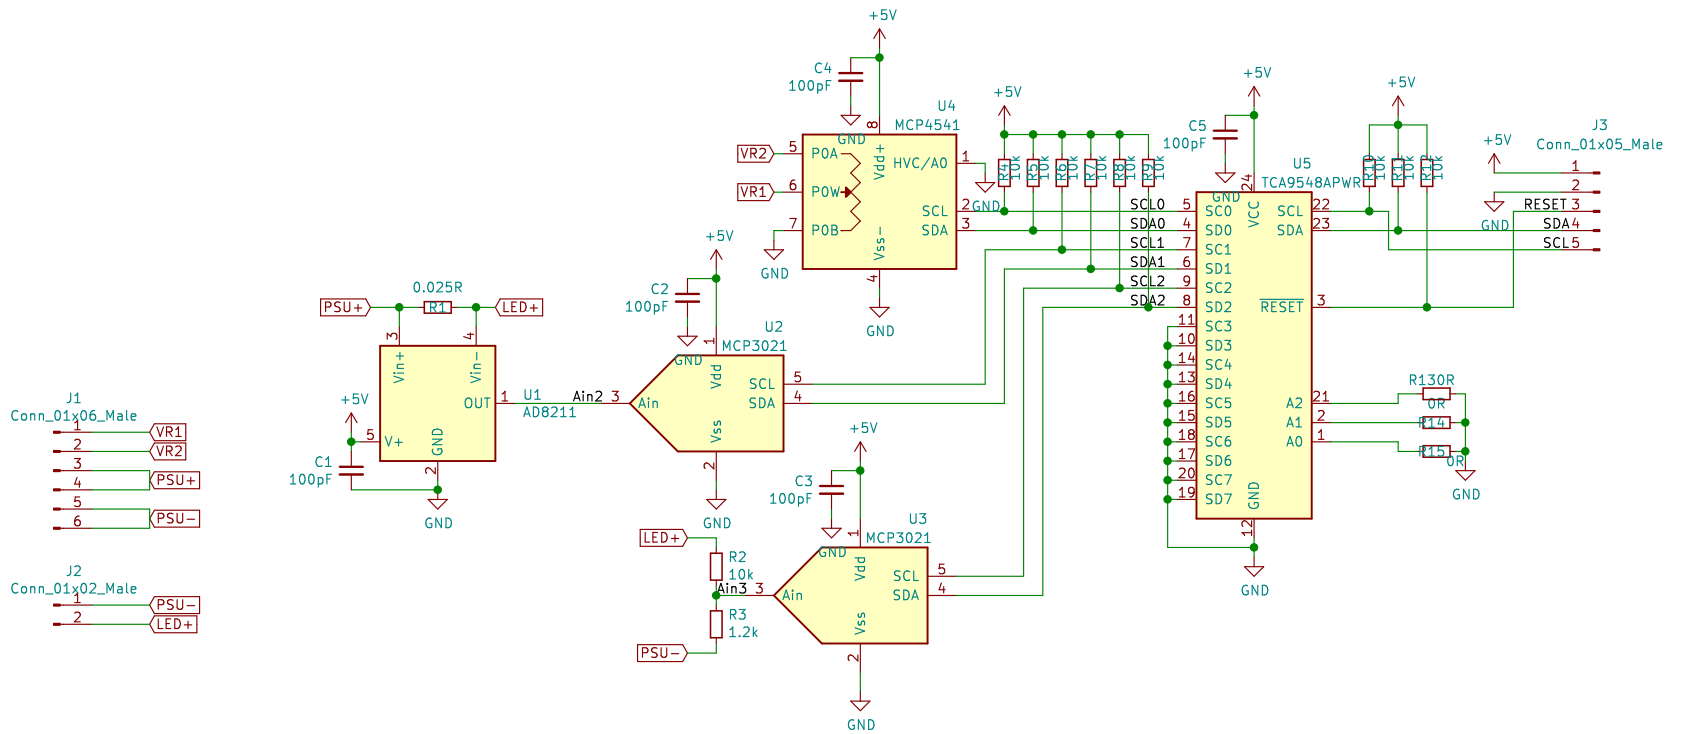 +5V
C4
100pF
GND
8
U4
MCP4541
VR2
5
P0A
Vdd+
HVC/A0
1
GND
VR1
6
P0W
SCL
2
7
P0B
SDA
3
Vss-
4
GND
GND
+5V
R4
10k
R5
10k
R6
10k
R7
10k
R8
10k
R9
10k
SCL0
SDA0
SCL1
SDA1
SCL2
SDA2
+5V
C5
100pF
GND
24
U5
TCA9548APWR
VCC
5
SC0
4
SD0
7
SC1
6
SD1
9
SC2
8
SD2
11
SC3
10
SD3
14
SC4
13
SD4
16
SC5
15
SD5
18
SC6
17
SD6
20
SC7
19
SD7
SCL
22
SDA
23
RESET
3
A2
21
A1
2
A0
1
GND
12
GND
+5V
R10
10k
R11
10k
R12
10k
+5V
GND
J3
Conn_01x05_Male
1
2
RESET
3
SDA
4
SCL
5
R13
0R
0R
R14
R15
0R
GND
PSU+
0.025R
R1
LED+
3
4
Vin+
Vin-
OUT
1
U1
AD8211
+5V
5
V+
GND
2
C1
100pF
GND
+5V
C2
100pF
GND
1
U2
MCP3021
Ain2
3
Ain
Vdd
SCL
5
SDA
4
Vss
2
GND
+5V
C3
100pF
GND
1
U3
MCP3021
LED+
R2
10k
Ain3
3
Ain
R3
1.2k
PSU-
Vdd
SCL
5
SDA
4
Vss
2
GND
J1
Conn_01x06_Male
1
VR1
2
VR2
3
4
PSU+
5
6
PSU-
J2
Conn_01x02_Male
1
PSU-
2
LED+